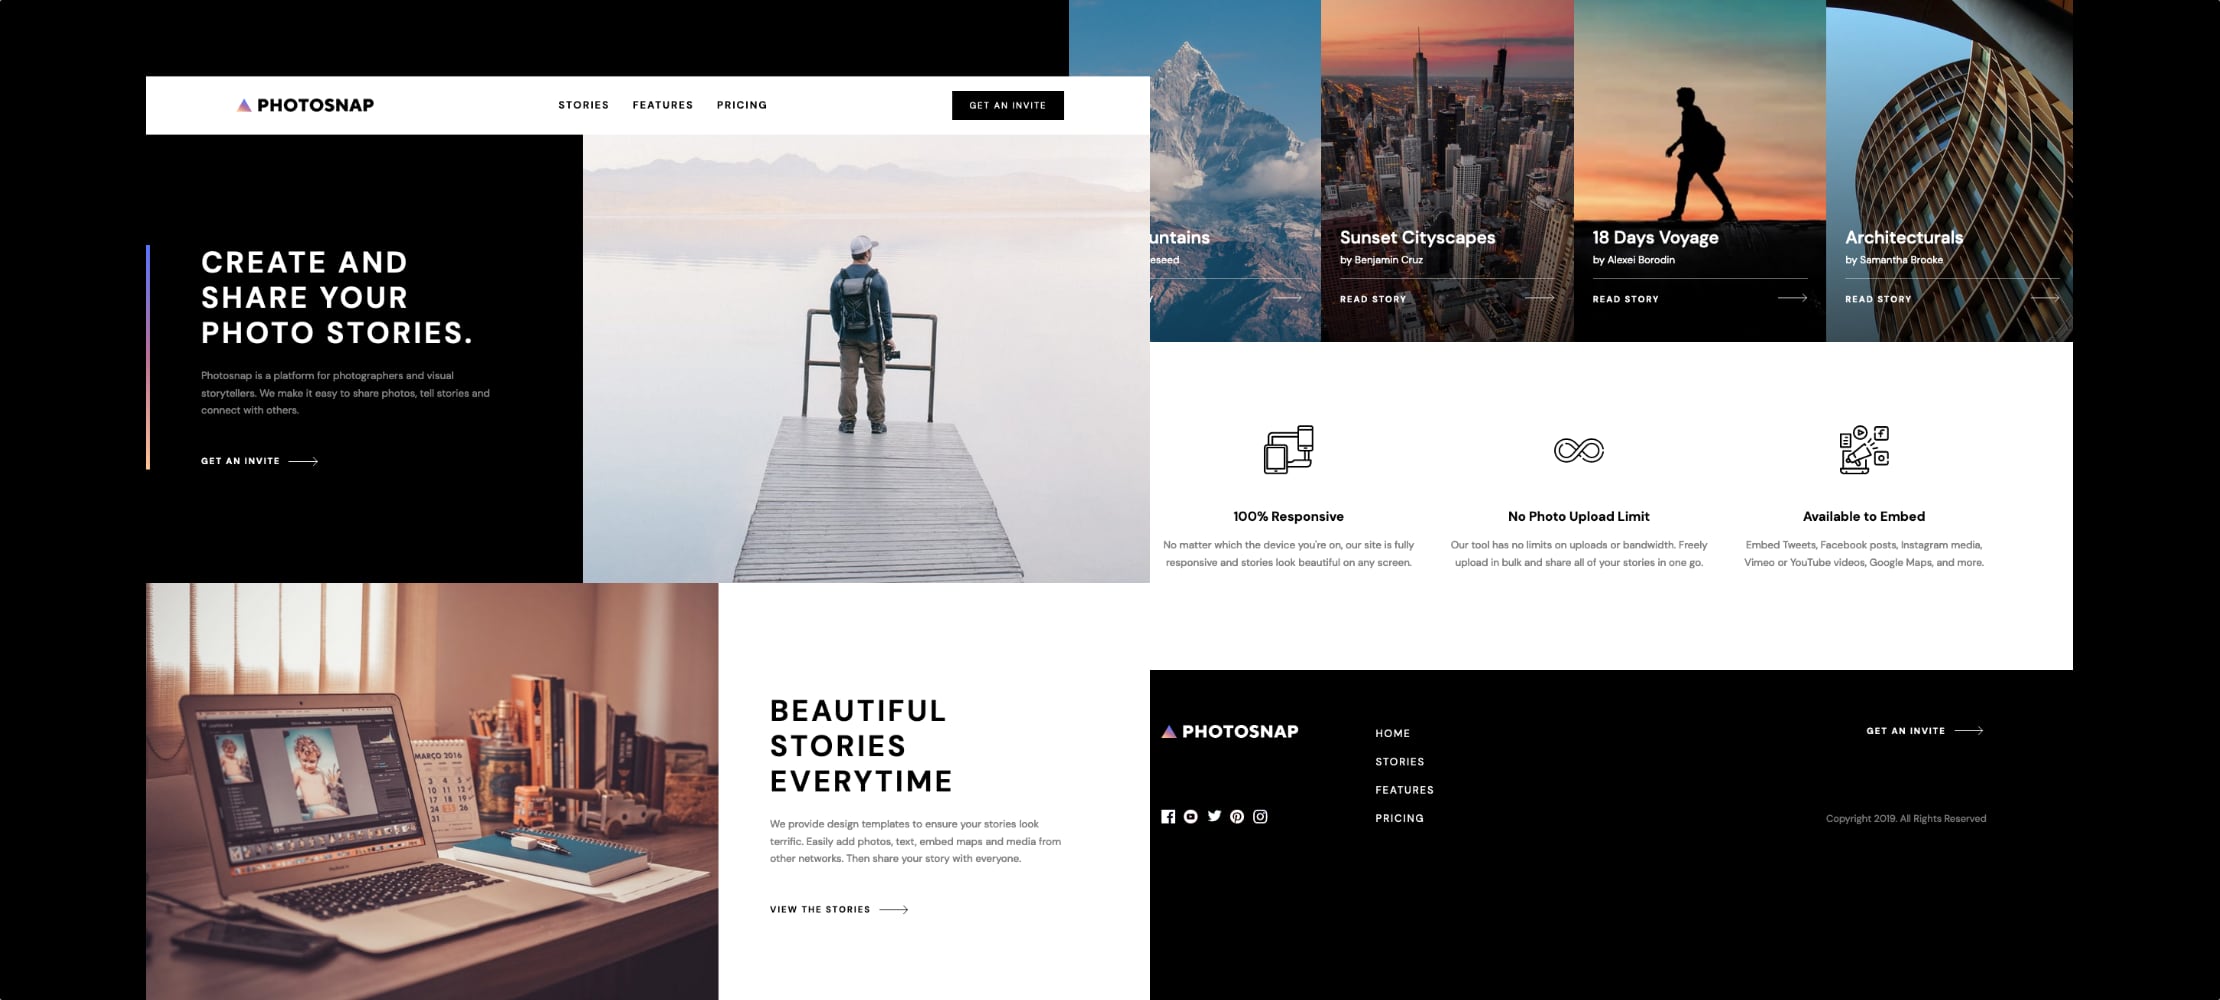 PHOTOSNAP
STORIES FEATURES PRICING
GET AN INVITE
CREATE AND
SHARE YOUR
PHOTO STORIES.
Photosnap is a platform for photographers and visual
storytellers. We make it easy to share photos, tell stories and
connect with others.
GET AN INVITE
MARÇO 2016
BEAUTIFUL
STORIES
EVERYTIME
We provide design templates to ensure your stories look
terrific. Easily add photos, text, embed maps and media from
other networks. Then share your story with everyone.
VIEW THE STORIES
untains
eseed
Y
Sunset Cityscapes
by Benjamin Cruz
READ STORY
18 Days Voyage
by Alexei Borodin
READ STORY
Architecturals
by Samantha Brooke
READ STORY
100% Responsive
No matter which the device you're on, our site is fully
responsive and stories look beautiful on any screen.
No Photo Upload Limit
Our tool has no limits on uploads or bandwidth. Freely
upload in bulk and share all of your stories in one go.
Available to Embed
Embed Tweets, Facebook posts, Instagram media,
Vimeo or YouTube videos, Google Maps, and more.
PHOTOSNAP
HOME
STORIES
FEATURES
PRICING
GET AN INVITE
Copyright 2019. All Rights Reserved